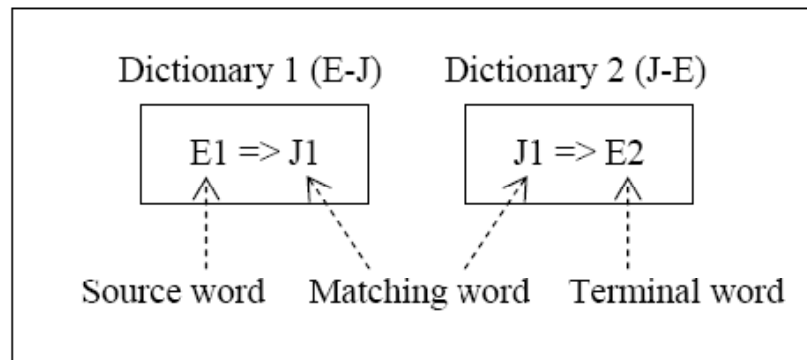 Dictionary 1 (E-J) Dictionary 2 (J-E)
E1 => J1 J1 => E2
Source word Matching word Terminal word